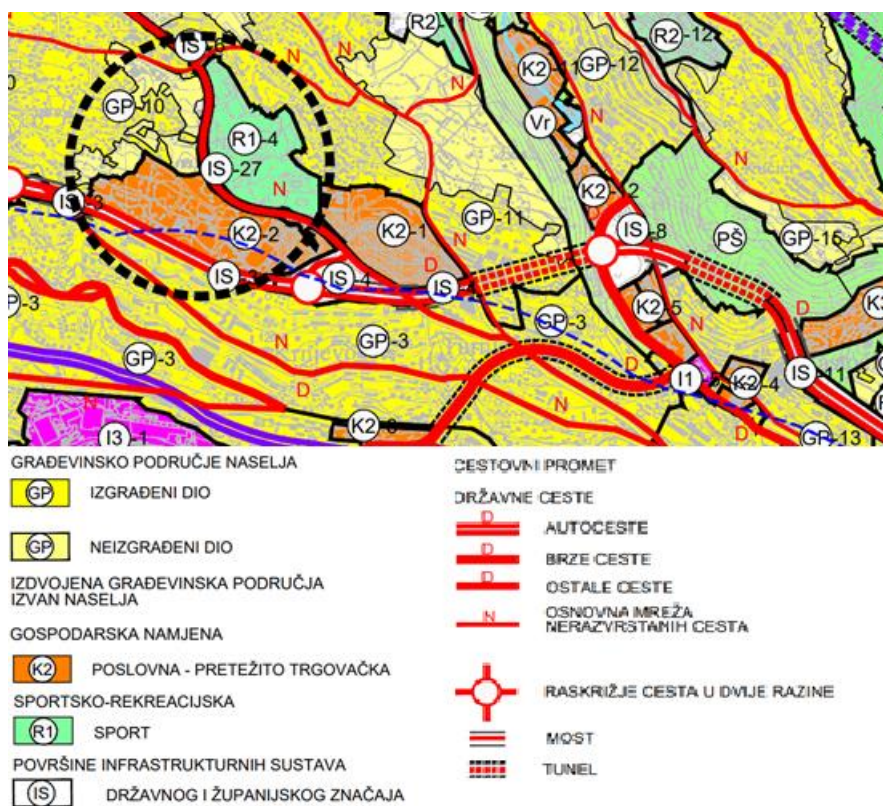 IS-6
R2
K2-11
R2-12
GP-12
N
N
GP-10
R1-4
Vr
N
IS-27
N
N
K2-12
IS-3
GP-11
D
IS-8
K2-2
K2-1
N
PŠ
GP-15
D
IS-4
D
GP-3
GP-3
K2-5
N
K3
GP-3
GP-3
N
D
D
IS-11
D
N
I1
K2-4
N
I3-1
K2-3
D
GP-13
GRAĐEVINSKO PODRUČJE NASELJA
GP IZGRAĐENI DIO
GP NEIZGRAĐENI DIO
IZDVOJENA GRAĐEVINSKA PODRUČJA
IZVAN NASELJA
GOSPODARSKA NAMJENA
K2 POSLOVNA - PRETEŽITO TRGOVAČKA
SPORTSKO-REKREACIJSKA
R1 SPORT
POVRŠINE INFRASTRUKTURNIH SUSTAVA
IS DRŽAVNOG I ŽUPANIJSKOG ZNAČAJA
CESTOVNI PROMET
DRŽAVNE CESTE
D AUTOCESTE
D BRZE CESTE
D OSTALE CESTE
N OSNOVNA MREŽA
NERAZVRSTANIH CESTA
RASKRIŽJE CESTA U DVIJE RAZINE
MOST
TUNEL